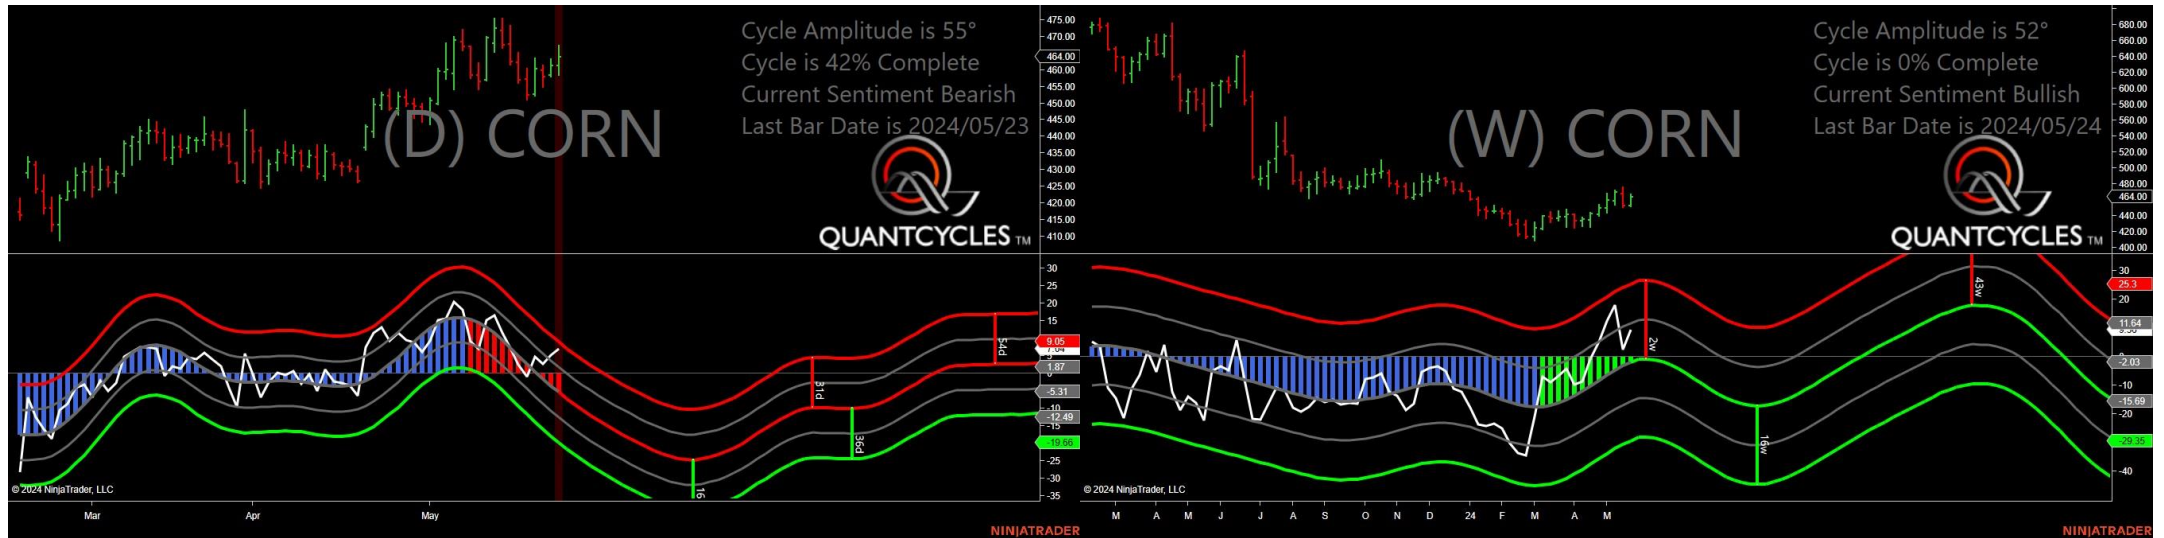 Cycle Amplitude is 55°
Cycle is 42% Complete
Current Sentiment Bearish
Last Bar Date is 2024/05/23
(D) CORN
QUANTCYCLES TM
475.00
470.00
464.00
460.00
455.00
450.00
445.00
440.00
435.00
430.00
425.00
420.00
415.00
410.00
30
25
20
15
9.05
1.87
-5.31
-10
-12.49
-15
-19.66
-25
-30
-35
31d
36d
54d
16
© 2024 NinjaTrader, LLC
Mar
Apr
May
NINJATRADER
Cycle Amplitude is 52°
Cycle is 0% Complete
Current Sentiment Bullish
Last Bar Date is 2024/05/24
(W) CORN
QUANTCYCLES TM
680.00
660.00
640.00
620.00
600.00
580.00
560.00
540.00
520.00
500.00
480.00
464.00
440.00
420.00
400.00
30
25.3
20
11.64
-2.03
-10
-15.69
-20
-29.35
-40
2w
16w
43w
© 2024 NinjaTrader, LLC
M
A
M
J
J
A
S
O
N
D
24
F
M
A
M
NINJATRADER